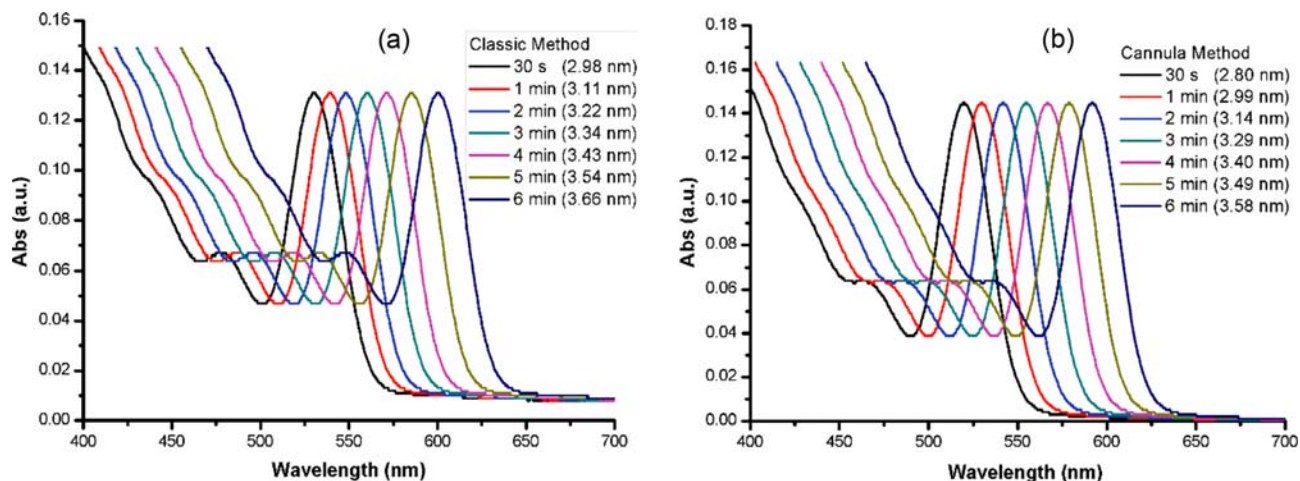 (a)
Classic Method
30 s (2.98 nm)
1 min (3.11 nm)
2 min (3.22 nm)
3 min (3.34 nm)
4 min (3.43 nm)
5 min (3.54 nm)
6 min (3.66 nm)
Abs (a.u.)
0.16
0.14
0.12
0.10
0.08
0.06
0.04
0.02
0.00
400 450 500 550 600 650 700
Wavelength (nm)
(b)
Cannula Method
30 s (2.80 nm)
1 min (2.99 nm)
2 min (3.14 nm)
3 min (3.29 nm)
4 min (3.40 nm)
5 min (3.49 nm)
6 min (3.58 nm)
Abs (a.u.)
0.18
0.16
0.14
0.12
0.10
0.08
0.06
0.04
0.02
0.00
400 450 500 550 600 650 700
Wavelength (nm)